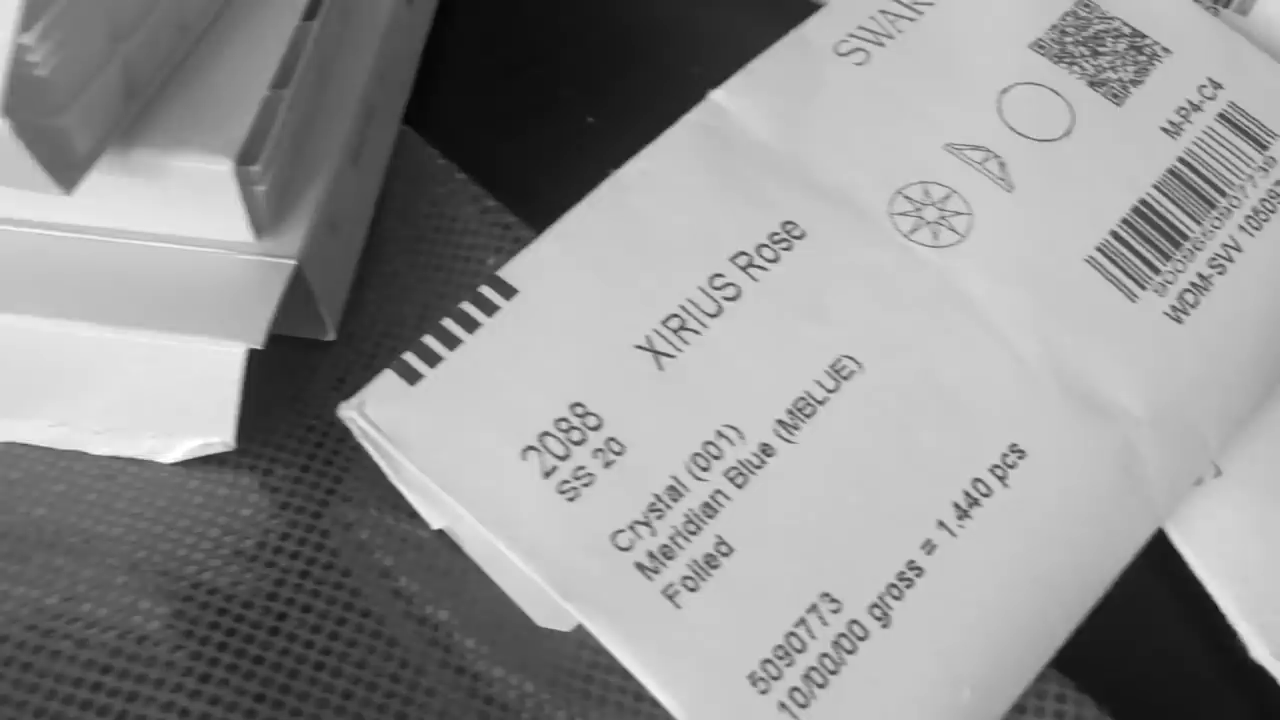 SWAR
M-P4-C4
XIRIUS Rose
2088
SS 20
Crystal (001)
Meridian Blue (MBLUE)
Foiled
5090773
10/00/00 gross = 1,440 pcs
WDM-SVV 10509